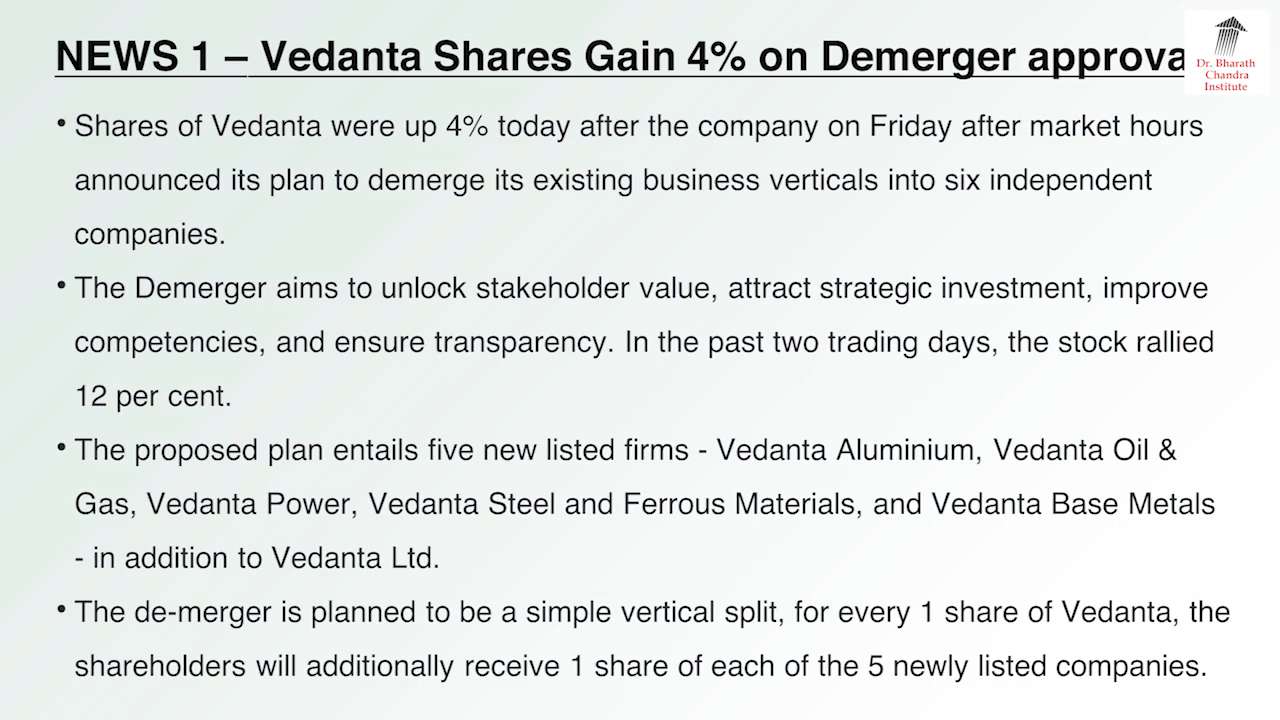 NEWS 1 – Vedanta Shares Gain 4% on Demerger approva
Dr. Bharath
Chandra
Institute
• Shares of Vedanta were up 4% today after the company on Friday after market hours
announced its plan to demerge its existing business verticals into six independent
companies.
• The Demerger aims to unlock stakeholder value, attract strategic investment, improve
competencies, and ensure transparency. In the past two trading days, the stock rallied
12 per cent.
• The proposed plan entails five new listed firms - Vedanta Aluminium, Vedanta Oil &
Gas, Vedanta Power, Vedanta Steel and Ferrous Materials, and Vedanta Base Metals
- in addition to Vedanta Ltd.
• The de-merger is planned to be a simple vertical split, for every 1 share of Vedanta, the
shareholders will additionally receive 1 share of each of the 5 newly listed companies.